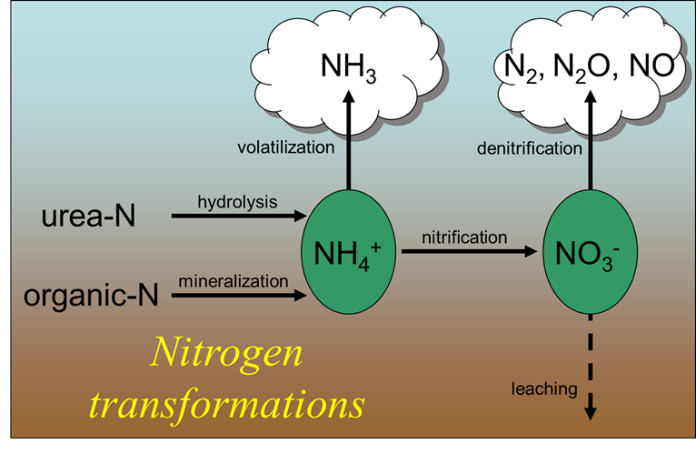 NH₃
N₂, N₂O, NO
volatilization
denitrification
urea-N
hydrolysis
NH₄⁺
nitrification
NO₃⁻
organic-N
mineralization
Nitrogen
transformations
leaching